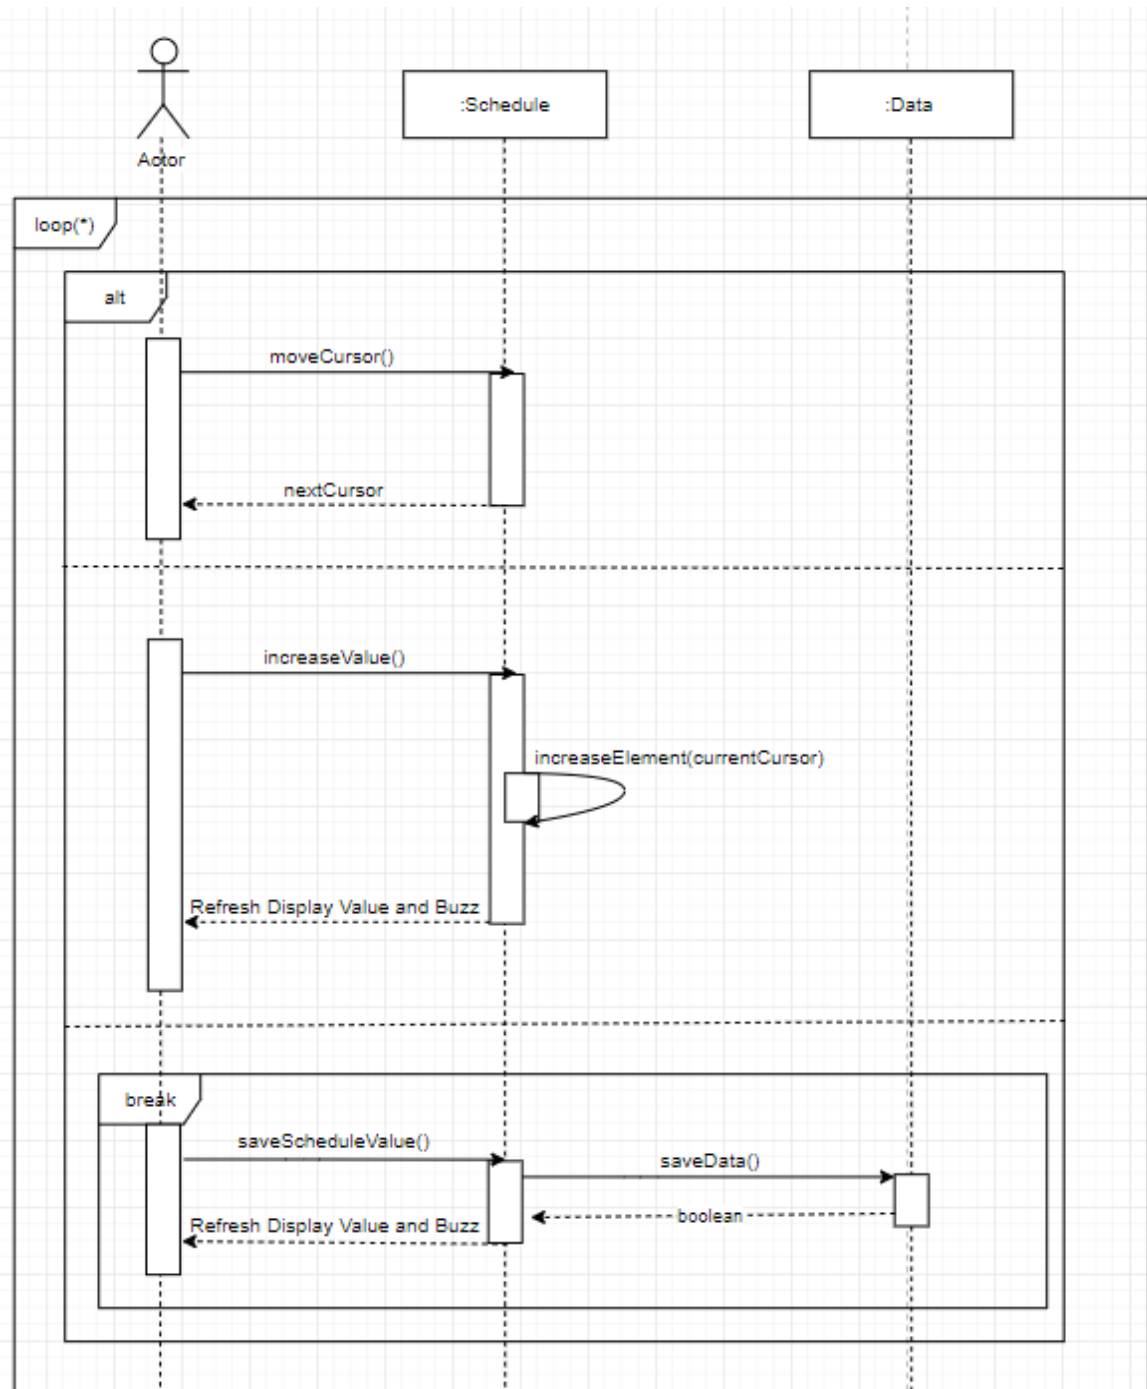 :Schedule
:Data
Actor
loop(*)
alt
moveCursor()
nextCursor
increaseValue()
increaseElement(currentCursor)
Refresh Display Value and Buzz
break
saveScheduleValue()
saveData()
boolean
Refresh Display Value and Buzz